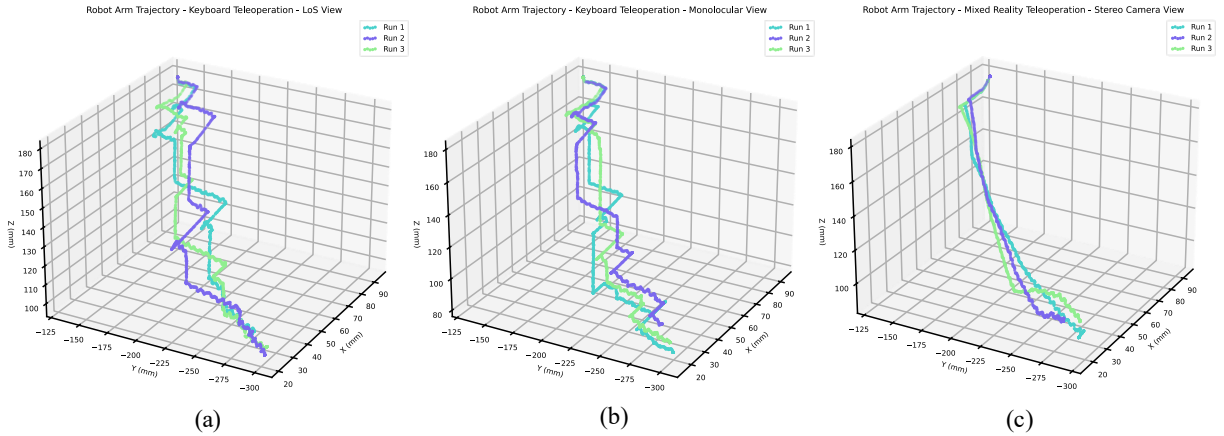 Robot Arm Trajectory - Keyboard Teleoperation - LoS View
Run 1
Run 2
Run 3
180
170
160
150
140
130
120
110
100
Z (mm)
−125
−150
−175
−200
−225
−250
−275
−300
Y (mm)
20
30
40
50
60
70
80
90
X (mm)
(a)
Robot Arm Trajectory - Keyboard Teleoperation - Monolocular View
Run 1
Run 2
Run 3
180
160
140
120
100
80
Z (mm)
−125
−150
−175
−200
−225
−250
−275
−300
Y (mm)
20
30
40
50
60
70
80
90
X (mm)
(b)
Robot Arm Trajectory - Mixed Reality Teleoperation - Stereo Camera View
Run 1
Run 2
Run 3
180
160
140
120
100
Z (mm)
−125
−150
−175
−200
−225
−250
−275
−300
Y (mm)
20
30
40
50
60
70
80
90
X (mm)
(c)